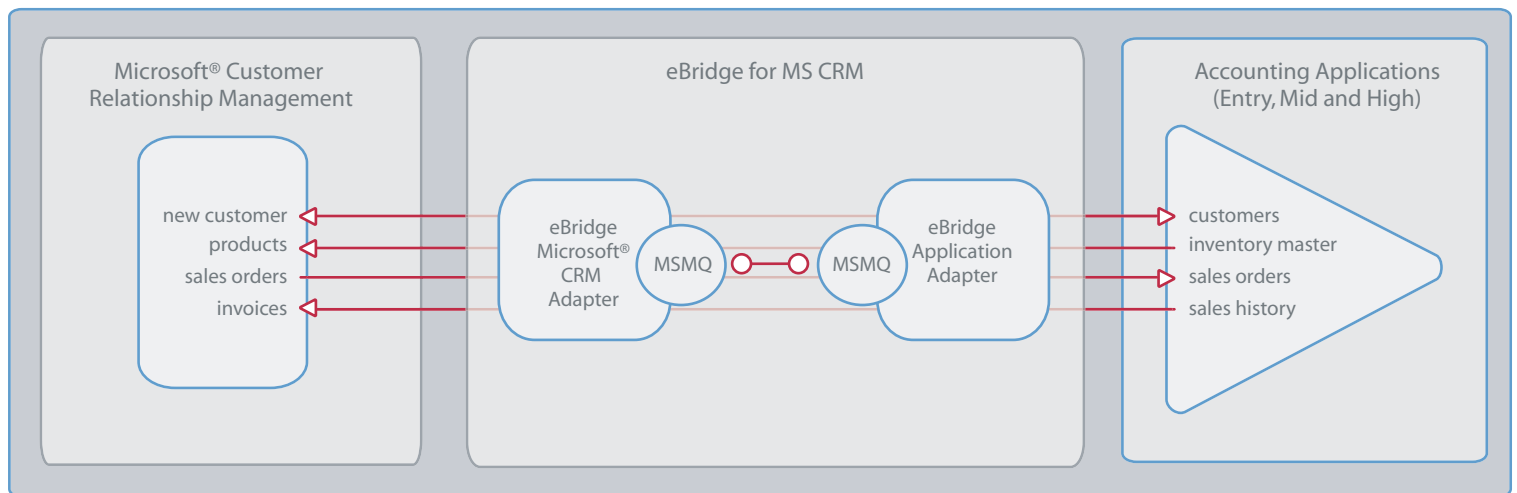 Microsoft® Customer
Relationship Management
new customer
products
sales orders
invoices
eBridge for MS CRM
eBridge
Microsoft®
CRM
Adapter
MSMQ
MSMQ
eBridge
Application
Adapter
Accounting Applications
(Entry, Mid and High)
customers
inventory master
sales orders
sales history